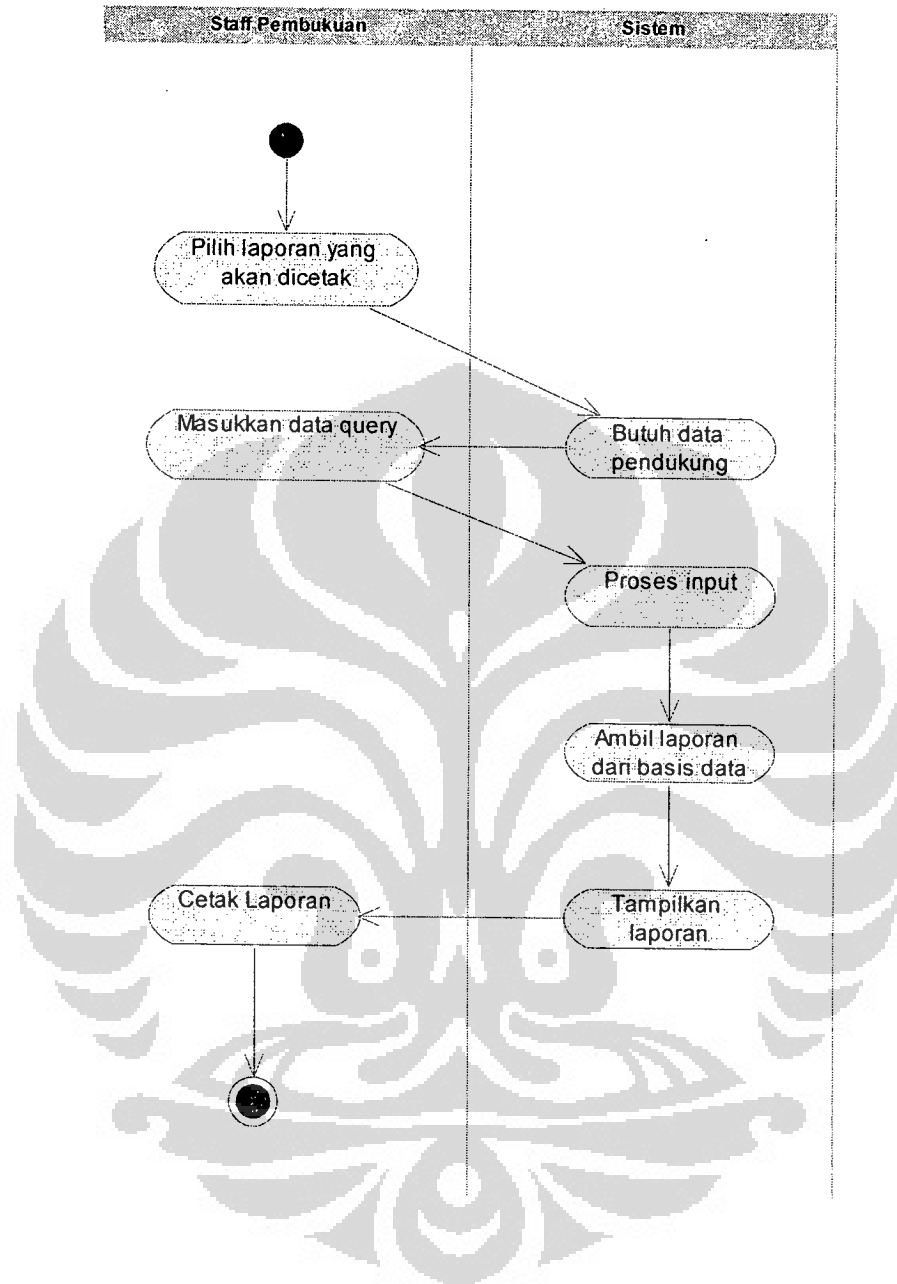 Staff Pembukuan
Sistem
Pilih laporan yang
akan dicetak
Masukkan data query
Butuh data
pendukung
Proses input
Ambil laporan
dari basis data
Cetak Laporan
Tampilkan
laporan